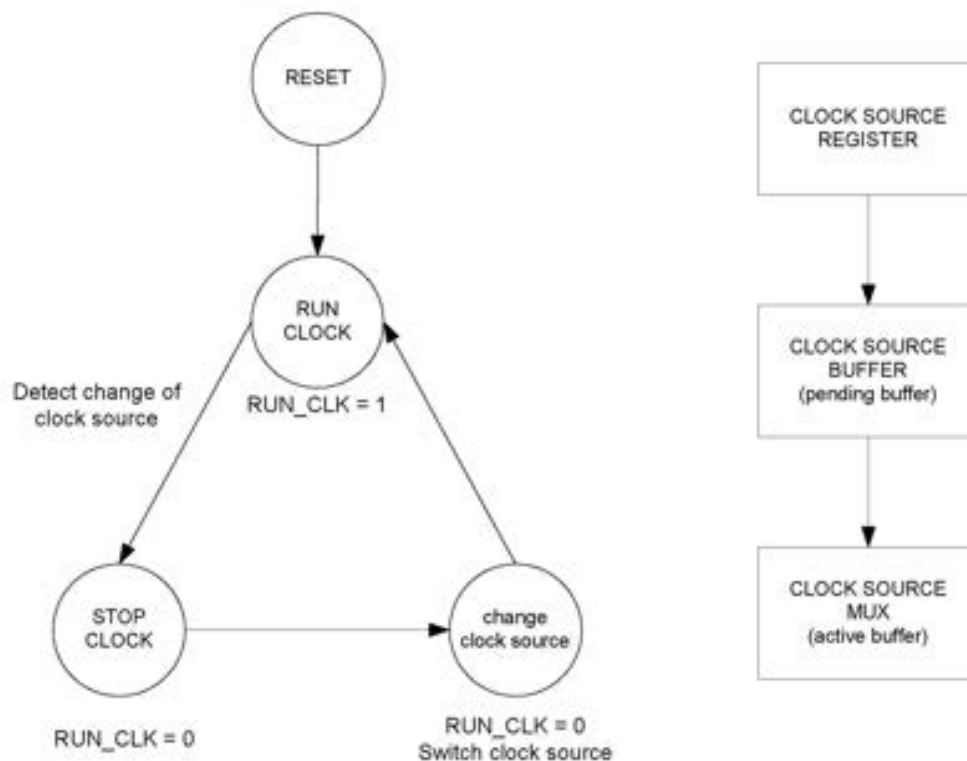 RESET
RUN
CLOCK
RUN_CLK = 1
Detect change of
clock source
STOP
CLOCK
RUN_CLK = 0
change
clock source
RUN_CLK = 0
Switch clock source
CLOCK SOURCE
REGISTER
CLOCK SOURCE
BUFFER
(pending buffer)
CLOCK SOURCE
MUX
(active buffer)